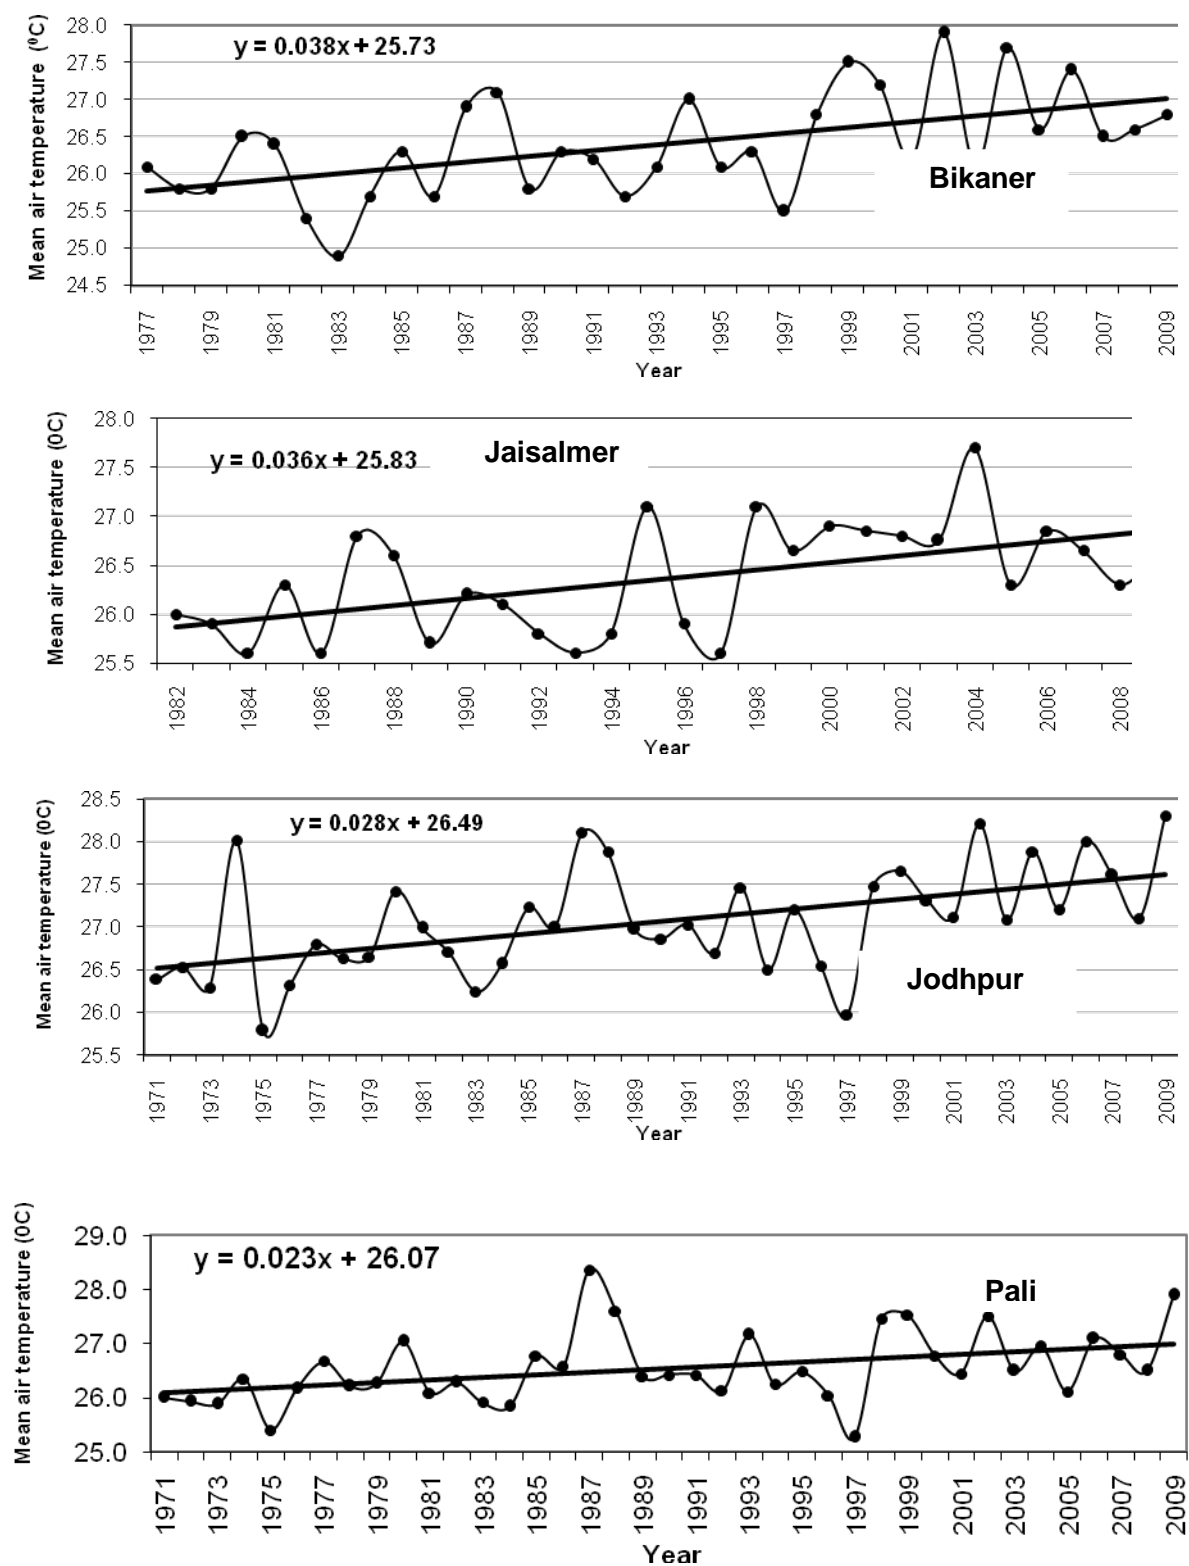 Mean air temperature (⁰C)
28.0
27.5
27.0
26.5
26.0
25.5
25.0
24.5
y = 0.038x + 25.73
Bikaner
1977 1979 1981 1983 1985 1987 1989 1991 1993 1995 1997 1999 2001 2003 2005 2007 2009
Year
Mean air temperature (0C)
28.0
27.5
27.0
26.5
26.0
25.5
y = 0.036x + 25.83
Jaisalmer
1982 1984 1986 1988 1990 1992 1994 1996 1998 2000 2002 2004 2006 2008
Year
Mean air temperature (0C)
28.5
28.0
27.5
27.0
26.5
26.0
25.5
y = 0.028x + 26.49
Jodhpur
1971 1973 1975 1977 1979 1981 1983 1985 1987 1989 1991 1993 1995 1997 1999 2001 2003 2005 2007 2009
Year
Mean air temperature (0C)
29.0
28.0
27.0
26.0
25.0
y = 0.023x + 26.07
Pali
1971 1973 1975 1977 1979 1981 1983 1985 1987 1989 1991 1993 1995 1997 1999 2001 2003 2005 2007 2009
Year